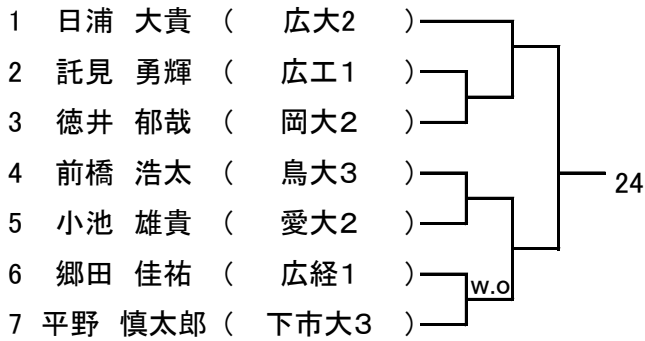 1 日浦 大貴 ( 広大2 )
2 託見 勇輝 ( 広工1 )
3 徳井 郁哉 ( 岡大2 )
4 前橋 浩太 ( 鳥大3 )
24
5 小池 雄貴 ( 愛大2 )
6 郷田 佳祐 ( 広経1 )
w.o
7 平野 慎太郎 ( 下市大3 )